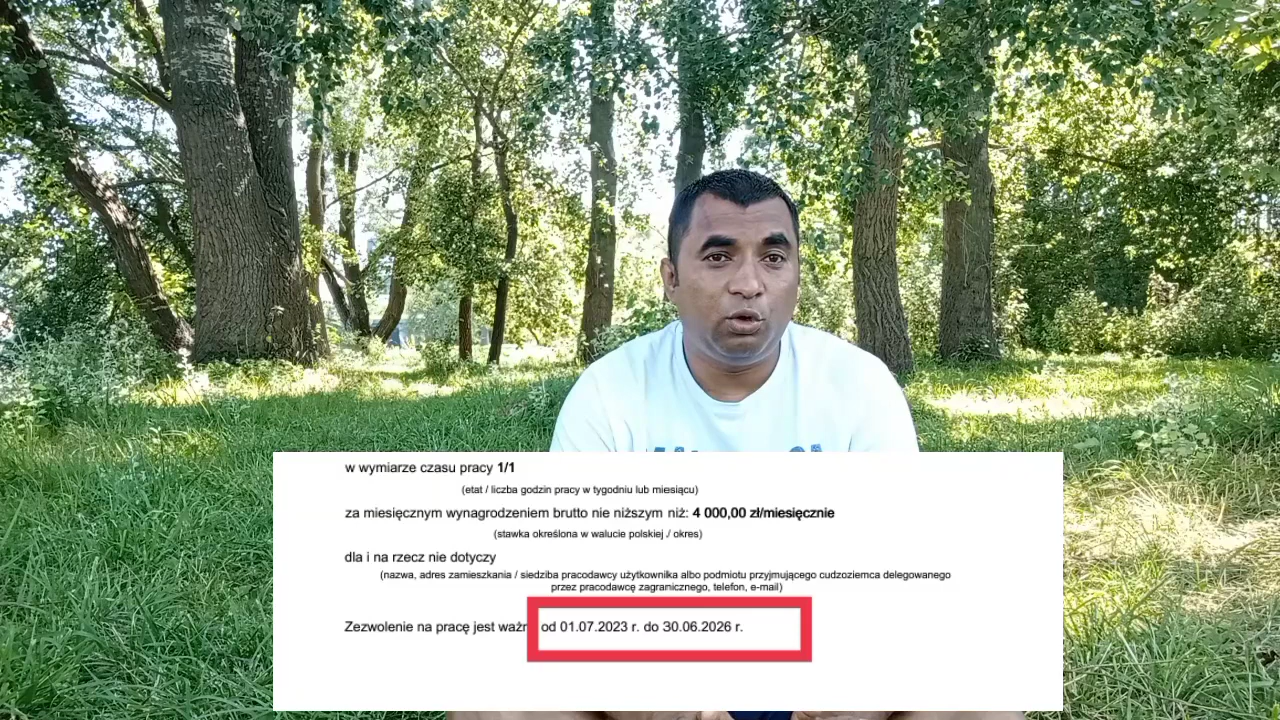 w wymiarze czasu pracy 1/1
(etat / liczba godzin pracy w tygodniu lub miesiącu)
za miesięcznym wynagrodzeniem brutto nie niższym niż: 4 000,00 zł/miesięcznie
(stawka określona w walucie polskiej / okres)
dla i na rzecz nie dotyczy
(nazwa, adres zamieszkania / siedziba pracodawcy użytkownika albo podmiotu przyjmującego cudzoziemca delegowanego
przez pracodawcę zagranicznego, telefon, e-mail)
Zezwolenie na pracę jest ważn od 01.07.2023 r. do 30.06.2026 r.